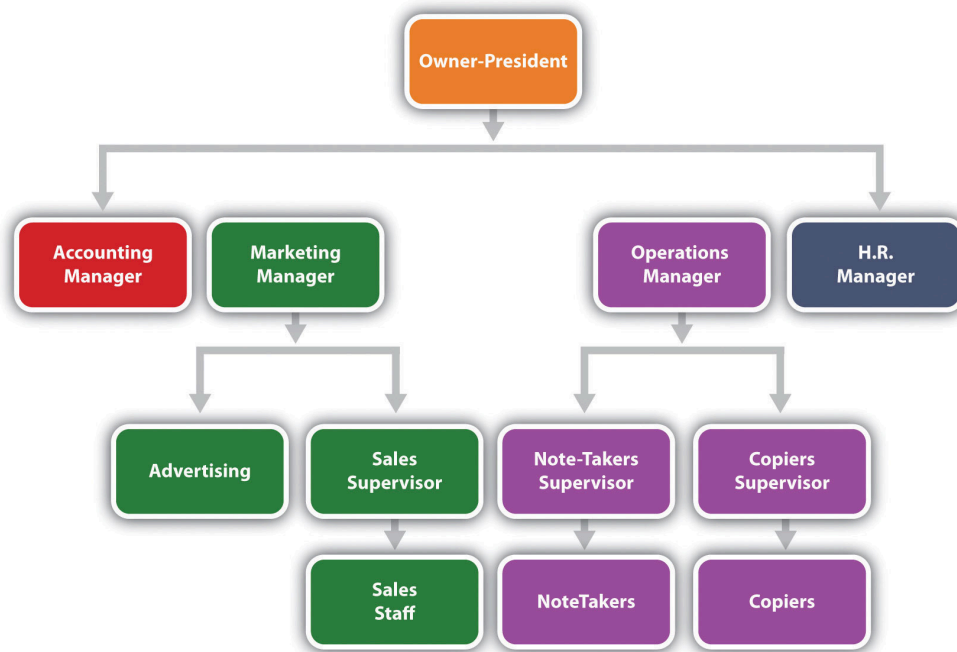 Owner-President
Accounting
Manager
Marketing
Manager
Operations
Manager
H.R.
Manager
Advertising
Sales
Supervisor
Note-Takers
Supervisor
Copiers
Supervisor
Sales
Staff
NoteTakers
Copiers